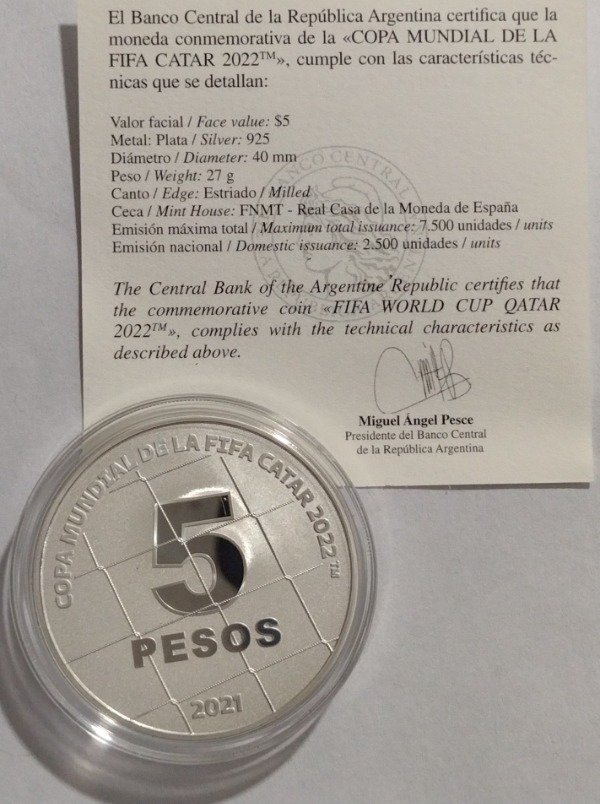 El Banco Central de la República Argentina certifica que la
moneda conmemorativa de la «COPA MUNDIAL DE LA
FIFA CATAR 2022™», cumple con las características téc-
nicas que se detallan:
Valor facial / Face value: $5
Metal: Plata / Silver: 925
Diámetro / Diameter: 40 mm
Peso / Weight: 27 g
Canto / Edge: Estriado / Milled
Ceca / Mint House: FNMT - Real Casa de la Moneda de España
Emisión máxima total / Maximum total issuance: 7.500 unidades / units
Emisión nacional / Domestic issuance: 2.500 unidades / units
The Central Bank of the Argentine Republic certifies that
the commemorative coin «FIFA WORLD CUP QATAR
2022™», complies with the technical characteristics as
described above.
Miguel Ángel Pesce
Presidente del Banco Central
de la República Argentina
COPA MUNDIAL DE LA FIFA CATAR 2022™
5
PESOS
2021
BANCO CENTRAL